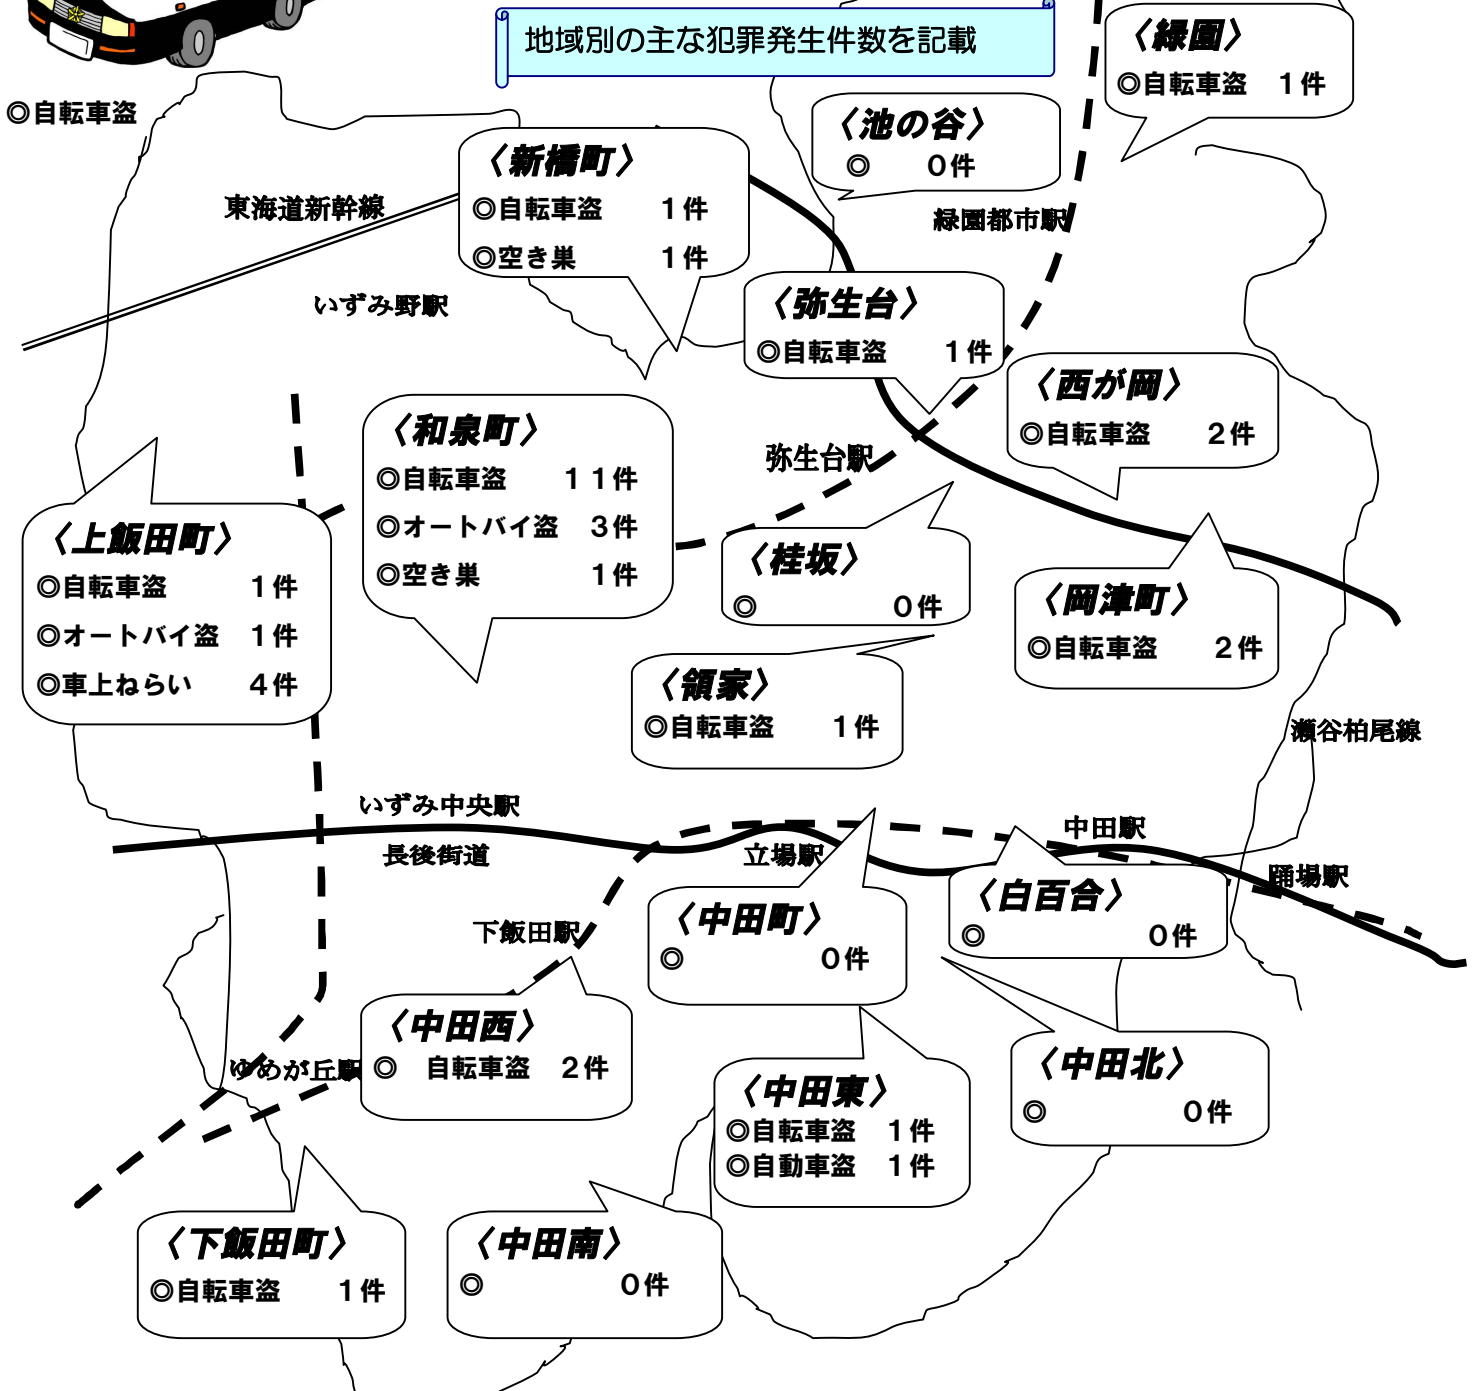 地域別の主な犯罪発生件数を記載
〈緑園〉
◎自転車盗　１件
◎自転車盗
〈池の谷〉
◎　　０件
〈新橋町〉
◎自転車盗　　１件
◎空き巣　　　１件
東海道新幹線
緑園都市駅
いずみ野駅
〈弥生台〉
◎自転車盗　　１件
〈西が岡〉
◎自転車盗　　２件
〈和泉町〉
◎自転車盗　　１１件
◎オートバイ盗　３件
◎空き巣　　　　１件
弥生台駅
〈上飯田町〉
◎自転車盗　　　１件
◎オートバイ盗　１件
◎車上ねらい　　４件
〈桂坂〉
◎　　　　　０件
〈岡津町〉
◎自転車盗　　２件
〈領家〉
◎自転車盗　　１件
瀬谷柏尾線
いずみ中央駅
長後街道
立場駅
中田駅
踊場駅
〈中田町〉
◎　　　　　０件
〈白百合〉
◎　　　　　　０件
下飯田駅
〈中田西〉
◎　自転車盗　２件
ゆめが丘駅
〈中田東〉
◎自転車盗　１件
◎自動車盗　１件
〈中田北〉
◎　　　　　０件
〈下飯田町〉
◎自転車盗　　１件
〈中田南〉
◎　　　　　０件